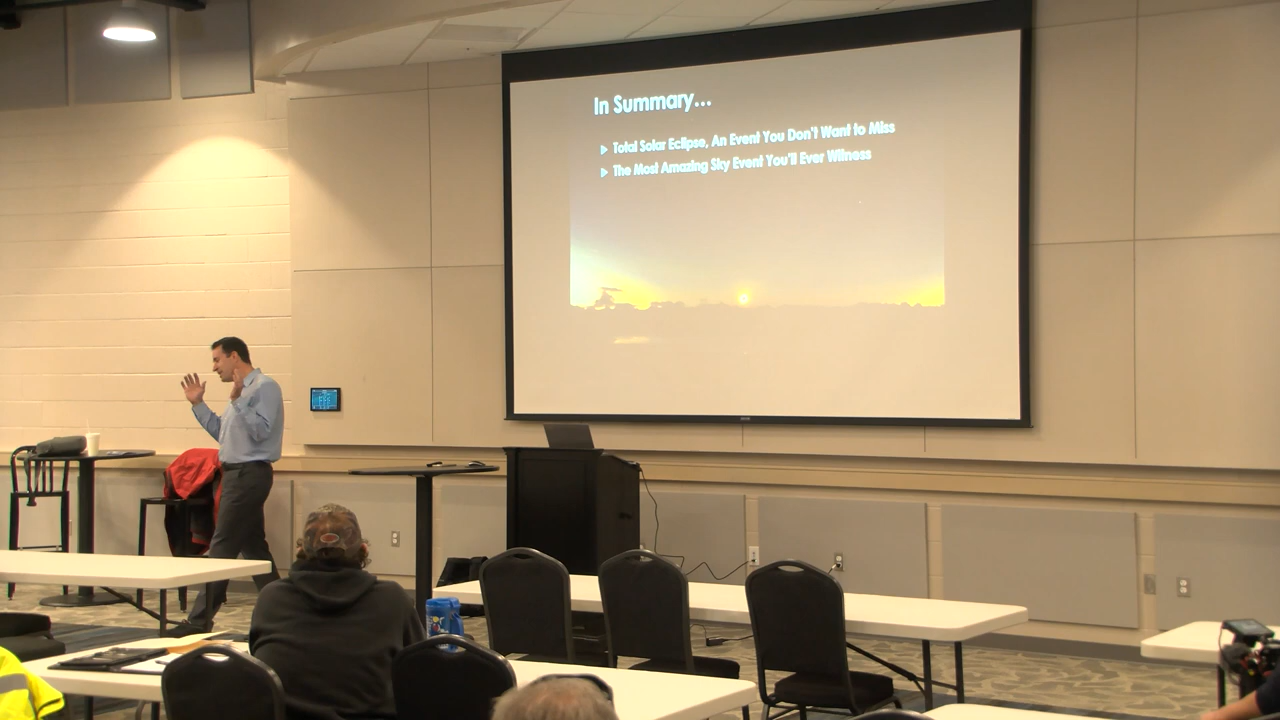 In Summary...
Total Solar Eclipse, An Event You Don't Want to Miss
The Most Amazing Sky Event You'll Ever Witness